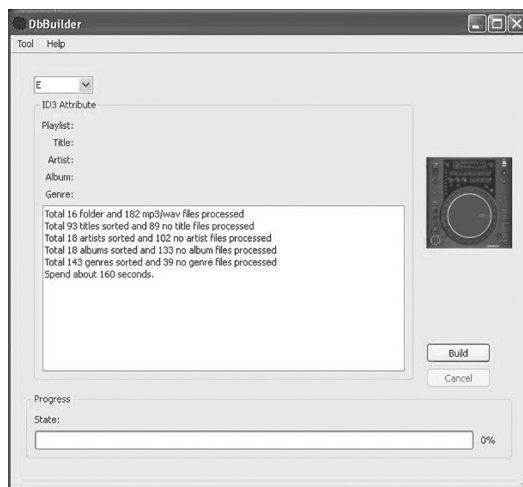 DbBuilder
Tool Help
E
ID3 Attribute
Playlist:
Title:
Artist:
Album:
Genre:
Total 16 folder and 182 mp3/wav files processed
Total 93 titles sorted and 89 no title files processed
Total 18 artists sorted and 102 no artist files processed
Total 18 albums sorted and 133 no album files processed
Total 143 genres sorted and 39 no genre files processed
Spend about 160 seconds.
Build
Cancel
Progress
State:
0%